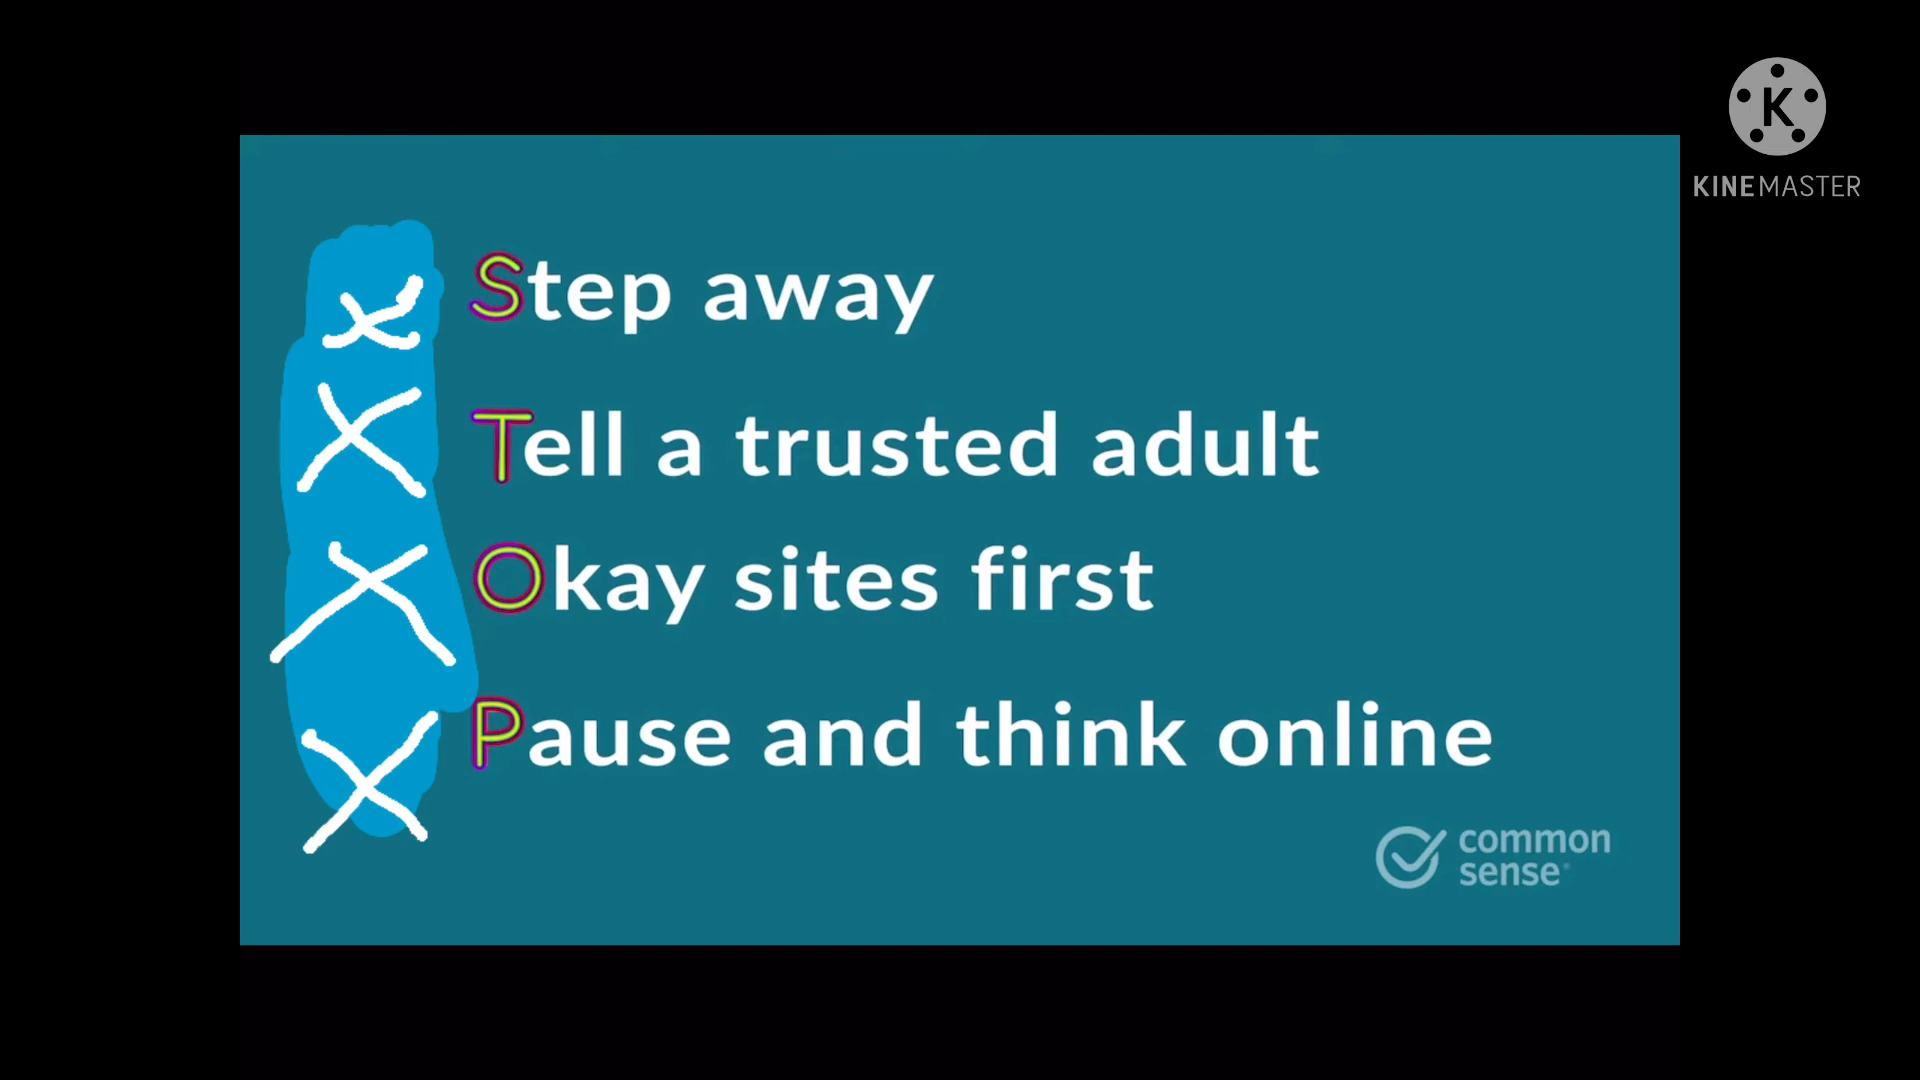 K
KINEMASTER
Step away
Tell a trusted adult
Okay sites first
Pause and think online
common
sense